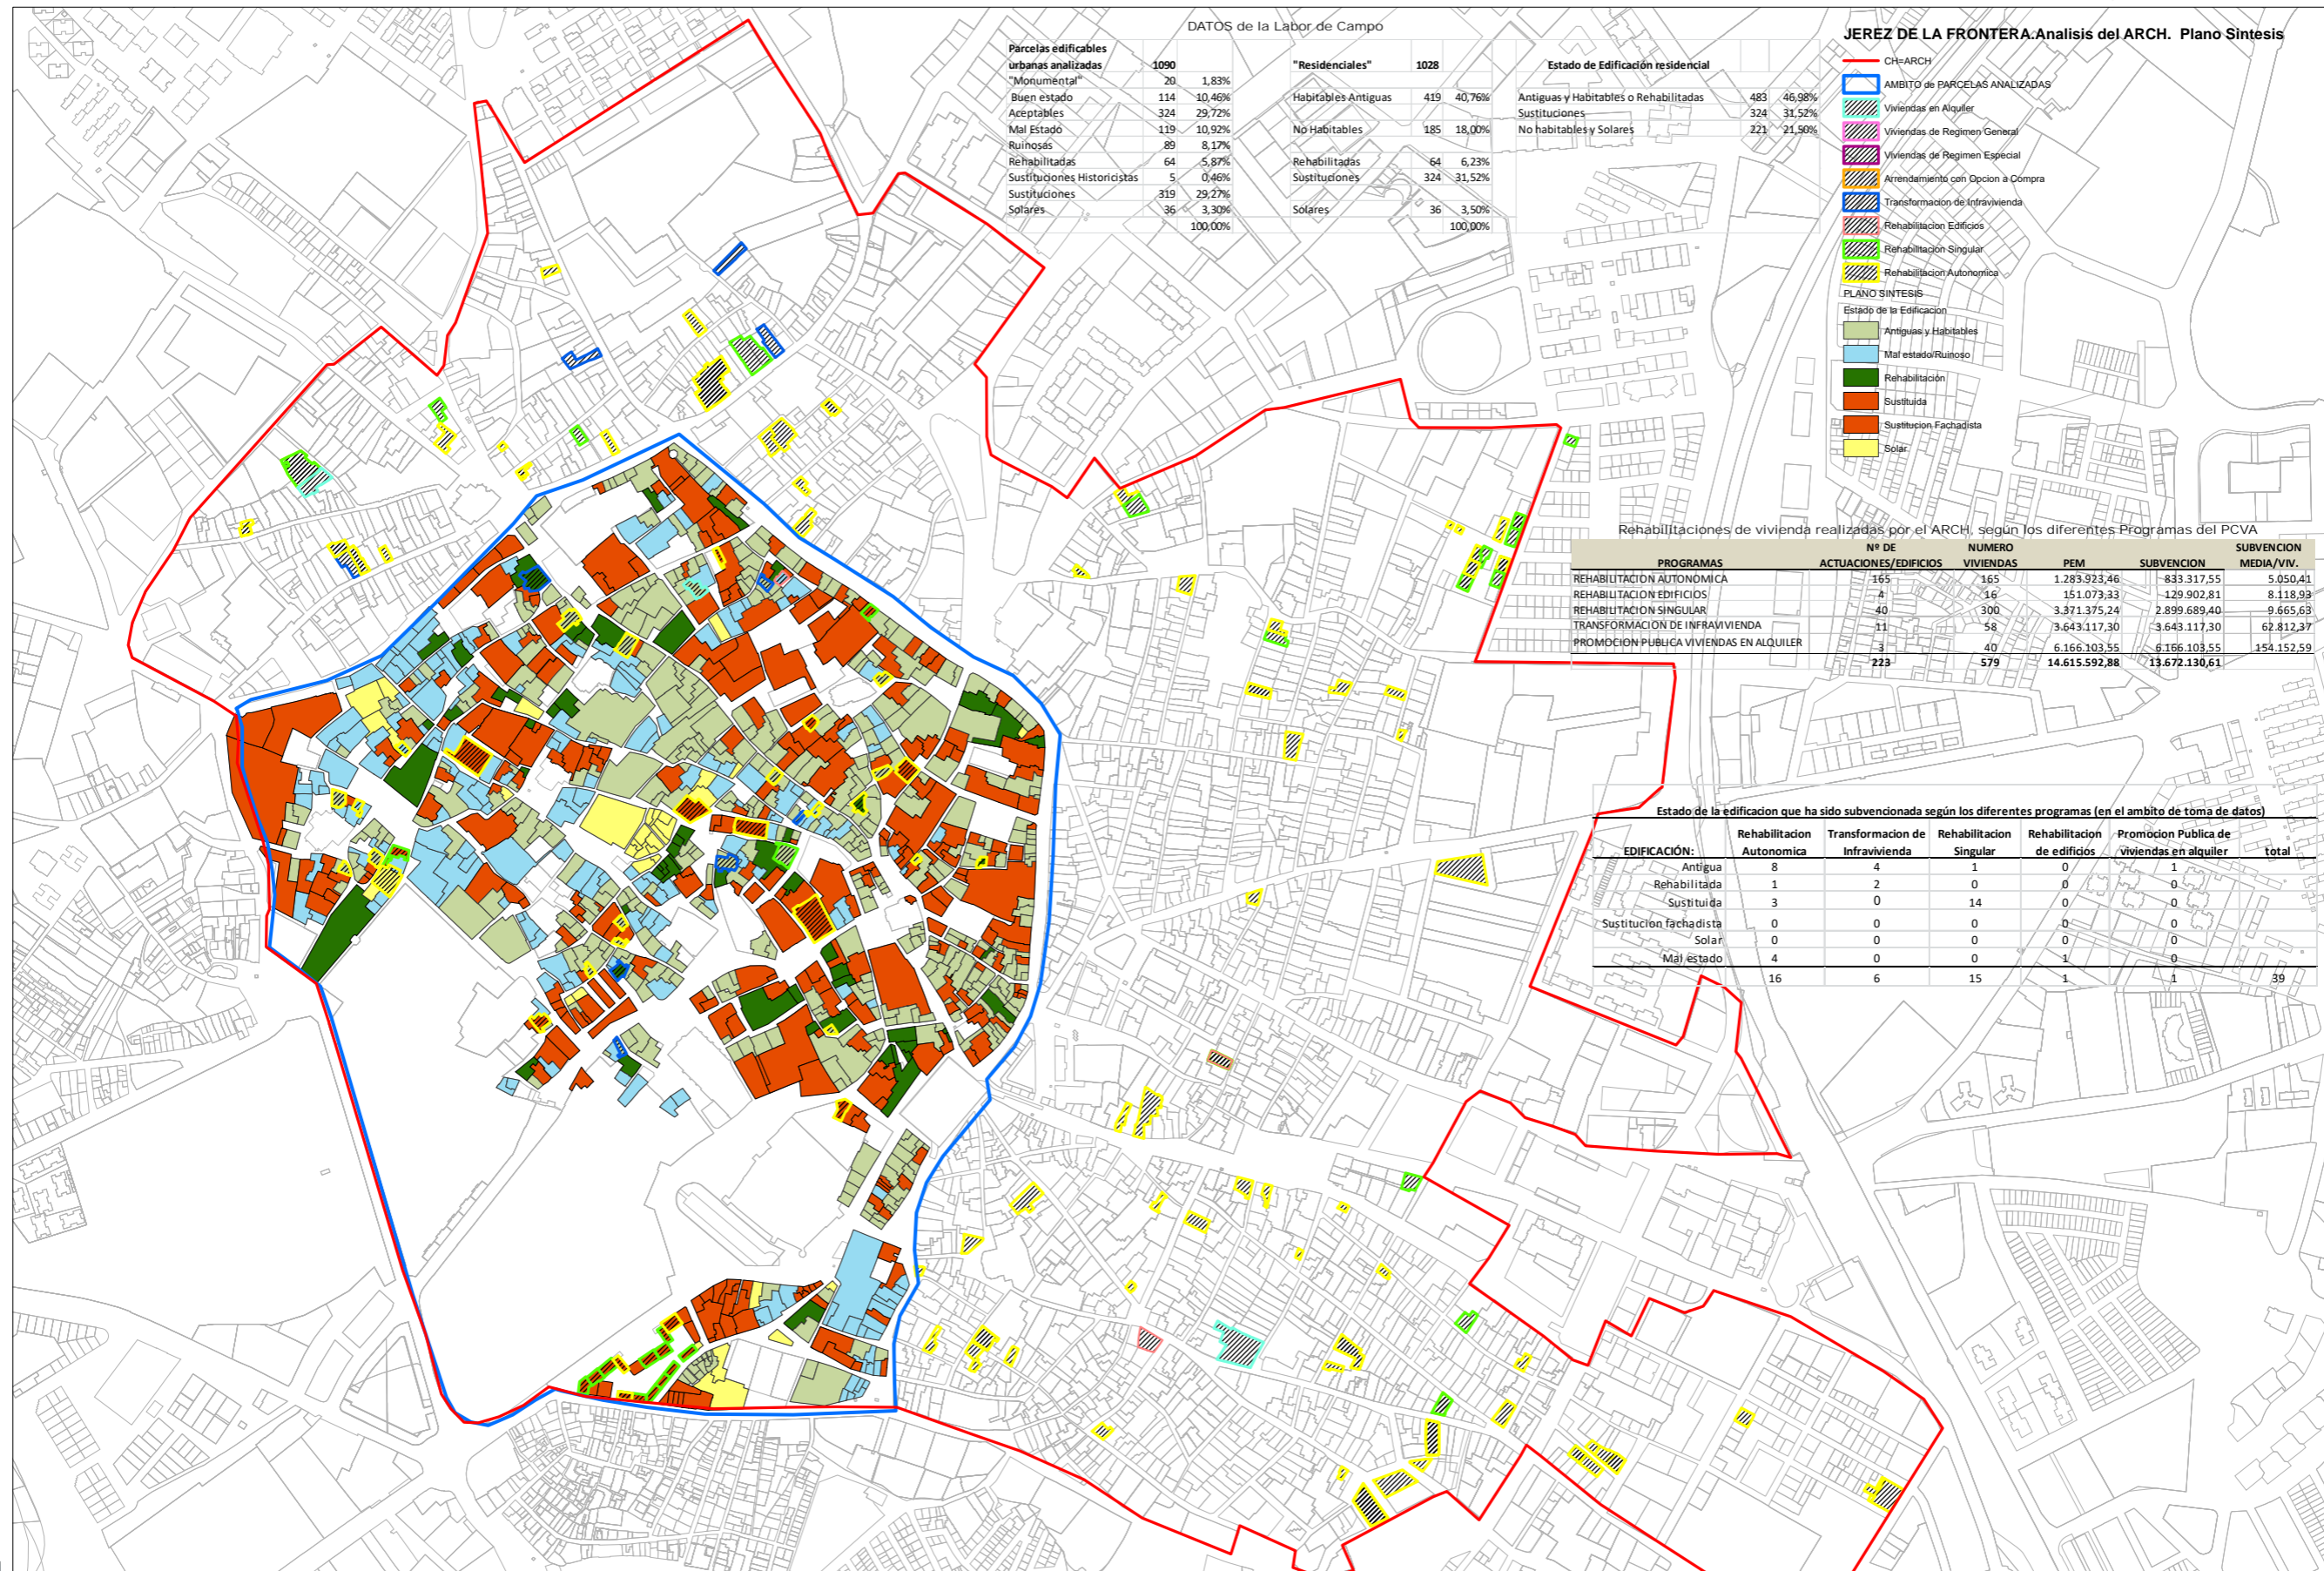 DATOS de la Labor de Campo
Parcelas edificables
urbanas analizadas 1090
"Monumental" 20 1,83%
Buen estado 114 10,46%
Aceptables 324 29,72%
Mal Estado 119 10,92%
Ruinosas 89 8,17%
Rehabilitadas 64 5,87%
Sustituciones Historicistas 5 0,46%
Sustituciones 319 29,27%
Solares 36 3,30%
100,00%
"Residenciales" 1028
Habitables Antiguas 419 40,76%
No Habitables 185 18,00%
Rehabilitadas 64 6,23%
Sustituciones 324 31,52%
Solares 36 3,50%
100,00%
Estado de Edificación residencial
Antiguas y Habitables o Rehabilitadas 483 46,98%
Sustituciones 324 31,52%
No habitables y Solares 221 21,50%
JEREZ DE LA FRONTERA.Analisis del ARCH. Plano Sintesis
CH=ARCH
AMBITO de PARCELAS ANALIZADAS
Viviendas en Alquiler
Viviendas de Regimen General
Viviendas de Regimen Especial
Arrendamiento con Opcion a Compra
Transformacion de Infravivienda
Rehabilitacion Edificios
Rehabilitacion Singular
Rehabilitacion Autonomica
PLANO SINTESIS
Estado de la Edificacion
Antiguas y Habitables
Mal estado/Ruinoso
Rehabilitación
Sustituida
Sustitucion Fachadista
Solar
Rehabilitaciones de vivienda realizadas por el ARCH, según los diferentes Programas del PCVA
PROGRAMAS Nº DE ACTUACIONES/EDIFICIOS NUMERO VIVIENDAS PEM SUBVENCION SUBVENCION MEDIA/VIV.
REHABILITACION AUTONÓMICA 165 165 1.283.923,46 833.317,55 5.050,41
REHABILITACION EDIFICIOS 4 16 151.073,33 129.902,81 8.118,93
REHABILITACION SINGULAR 40 300 3.371.375,24 2.899.689,40 9.665,63
TRANSFORMACION DE INFRAVIVIENDA 11 58 3.643.117,30 3.643.117,30 62.812,37
PROMOCION PUBLICA VIVIENDAS EN ALQUILER 3 40 6.166.103,55 6.166.103,55 154.152,59
223 579 14.615.592,88 13.672.130,61
Estado de la edificacion que ha sido subvencionada según los diferentes programas (en el ambito de toma de datos)
EDIFICACIÓN: Rehabilitacion Autonomica Transformacion de Infravivienda Rehabilitacion Singular Rehabilitacion de edificios Promocion Publica de viviendas en alquiler total
Antigua 8 4 1 0 1
Rehabilitada 1 2 0 0 0
Sustituida 3 0 14 0 0
Sustitucion fachadista 0 0 0 0 0
Solar 0 0 0 0 0
Mal estado 4 0 0 1 0
16 6 15 1 1 39